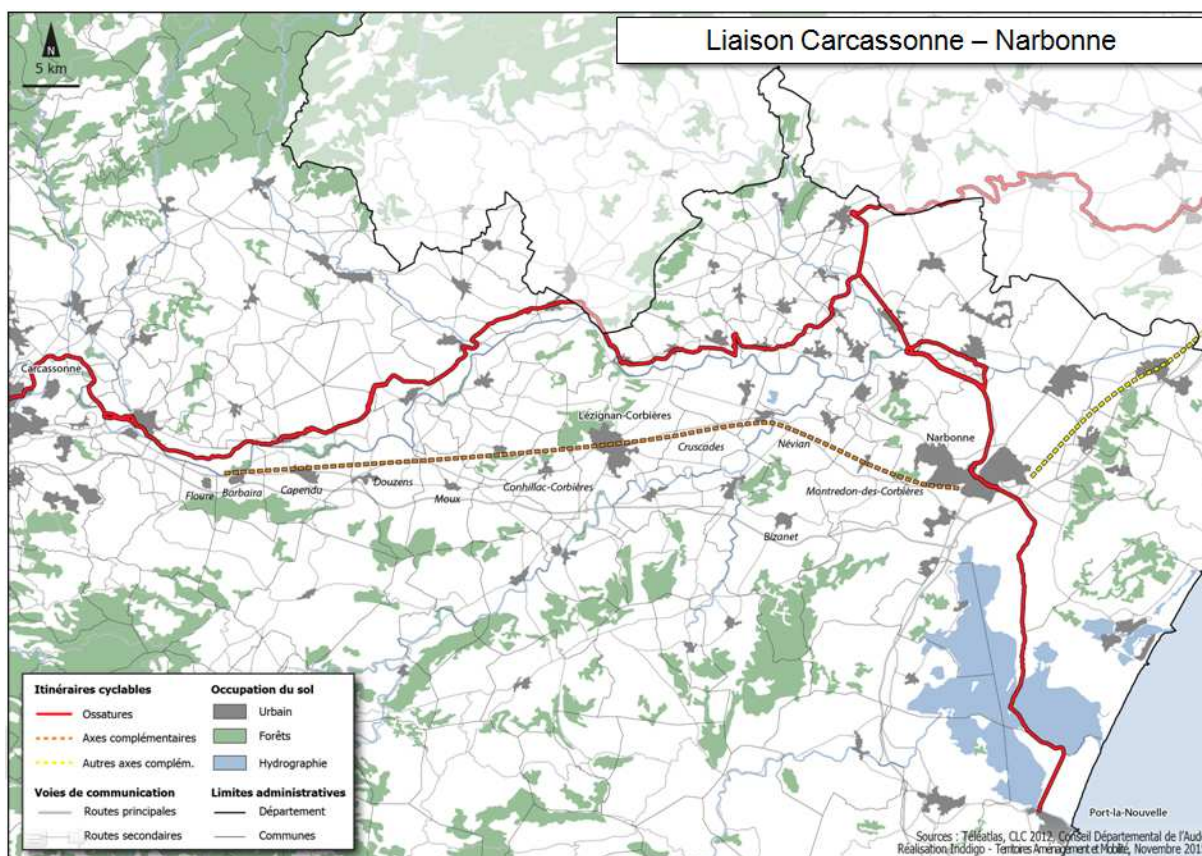 Liaison Carcassonne – Narbonne
N
5 km
Carcassonne
Lézignan-Corbières
Narbonne
Cruscades
Névian
Floure
Barbaira
Capendu
Douzens
Moux
Conhillac-Corbières
Montredon-des-Corbières
Bizanet
Port-la-Nouvelle
Itinéraires cyclables
Ossatures
Axes complémentaires
Autres axes complém.
Voies de communication
Routes principales
Routes secondaires
Occupation du sol
Urbain
Forêts
Hydrographie
Limites administratives
Département
Communes
Sources : Téléatlas, CLC 2012, Conseil Départemental de l'Aud
Réalisation Inddigo - Territoires Aménagement et Mobilité, Novembre 201